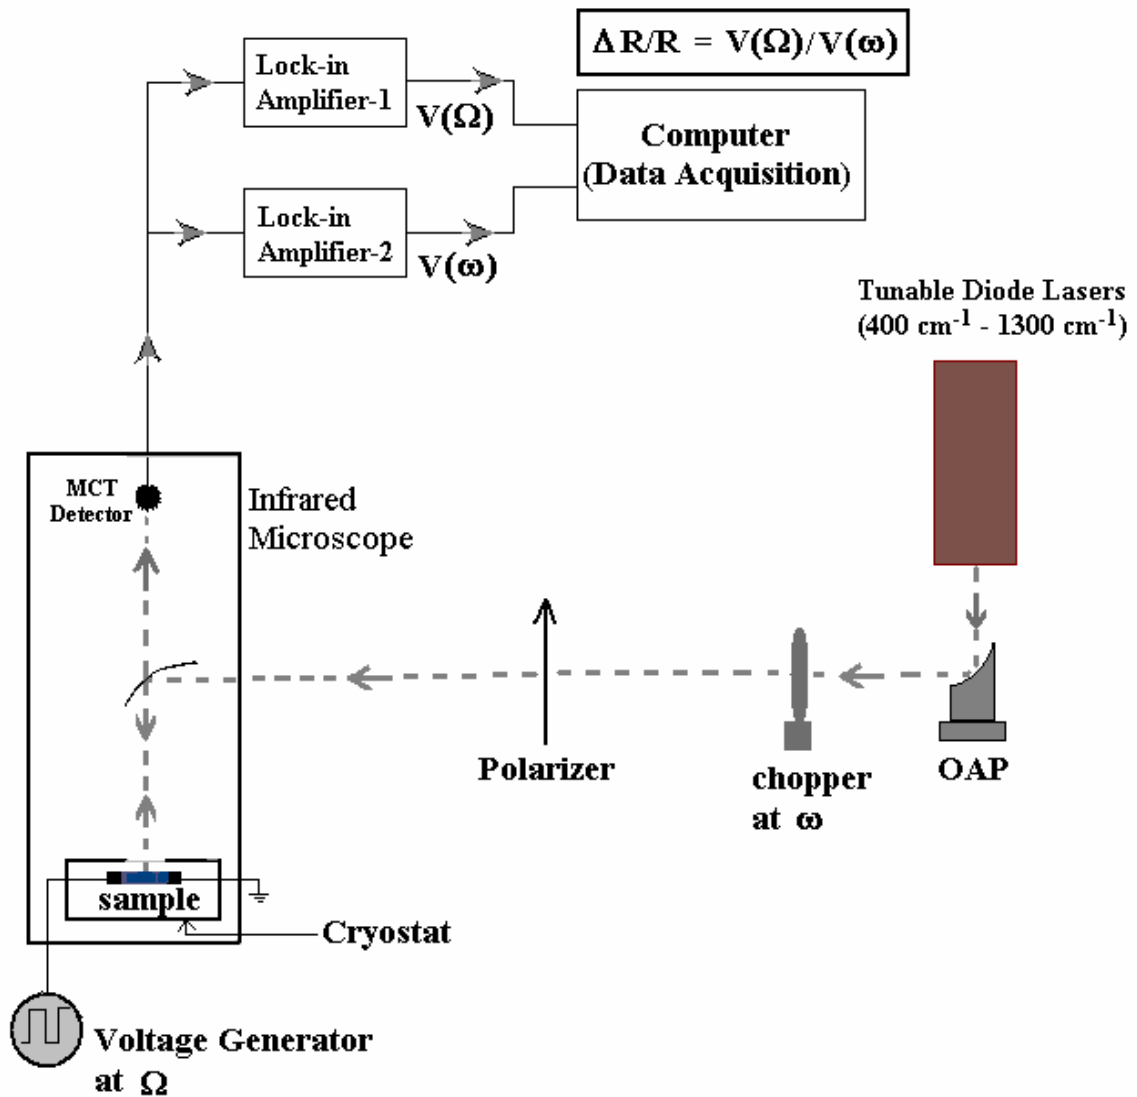 ΔR/R = V(Ω)/V(ω)
Lock-in
Amplifier-1
V(Ω)
Computer
(Data Acquisition)
Lock-in
Amplifier-2
V(ω)
Tunable Diode Lasers
(400 cm⁻¹ - 1300 cm⁻¹)
MCT
Detector
Infrared
Microscope
Polarizer
chopper
at ω
OAP
sample
Cryostat
Voltage Generator
at Ω